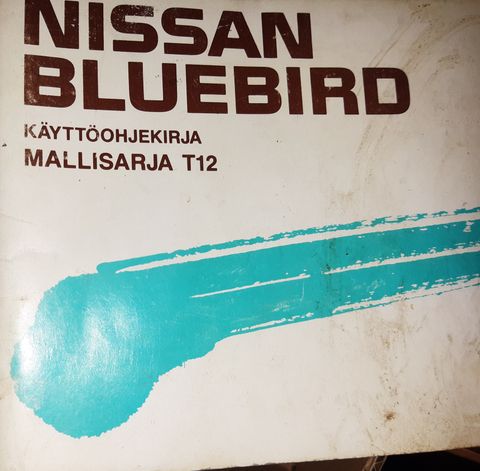 NISSAN
BLUEBIRD
KÄYTTÖOHJEKIRJA
MALLISARJA T12